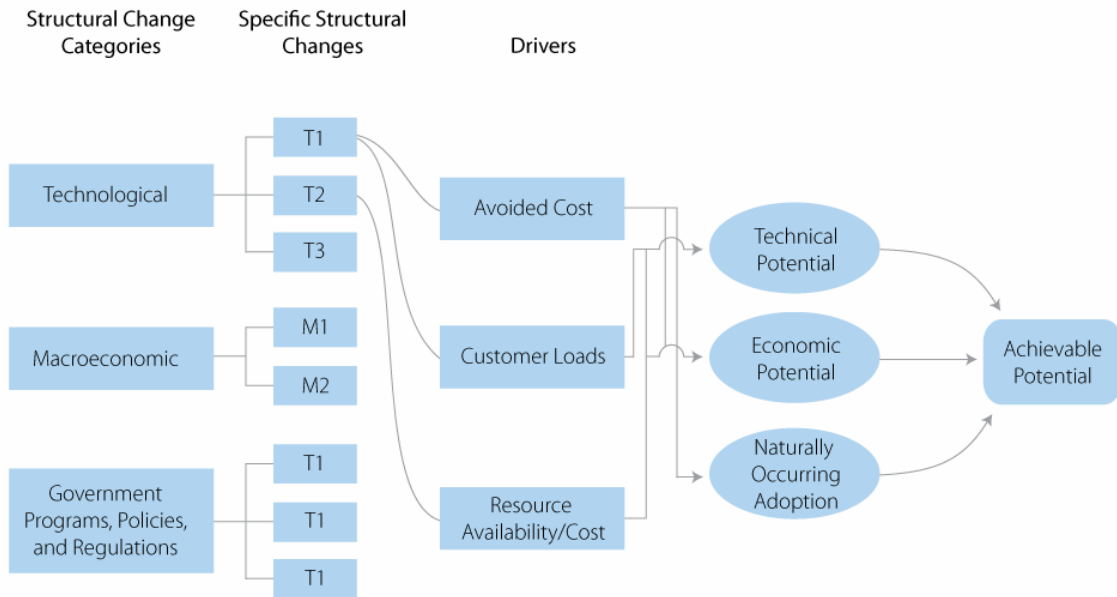 Structural Change
Categories
Specific Structural
Changes
Drivers
Technological
T1
T2
T3
Macroeconomic
M1
M2
Government
Programs, Policies,
and Regulations
T1
T1
T1
Avoided Cost
Customer Loads
Resource
Availability/Cost
Technical
Potential
Economic
Potential
Naturally
Occurring
Adoption
Achievable
Potential